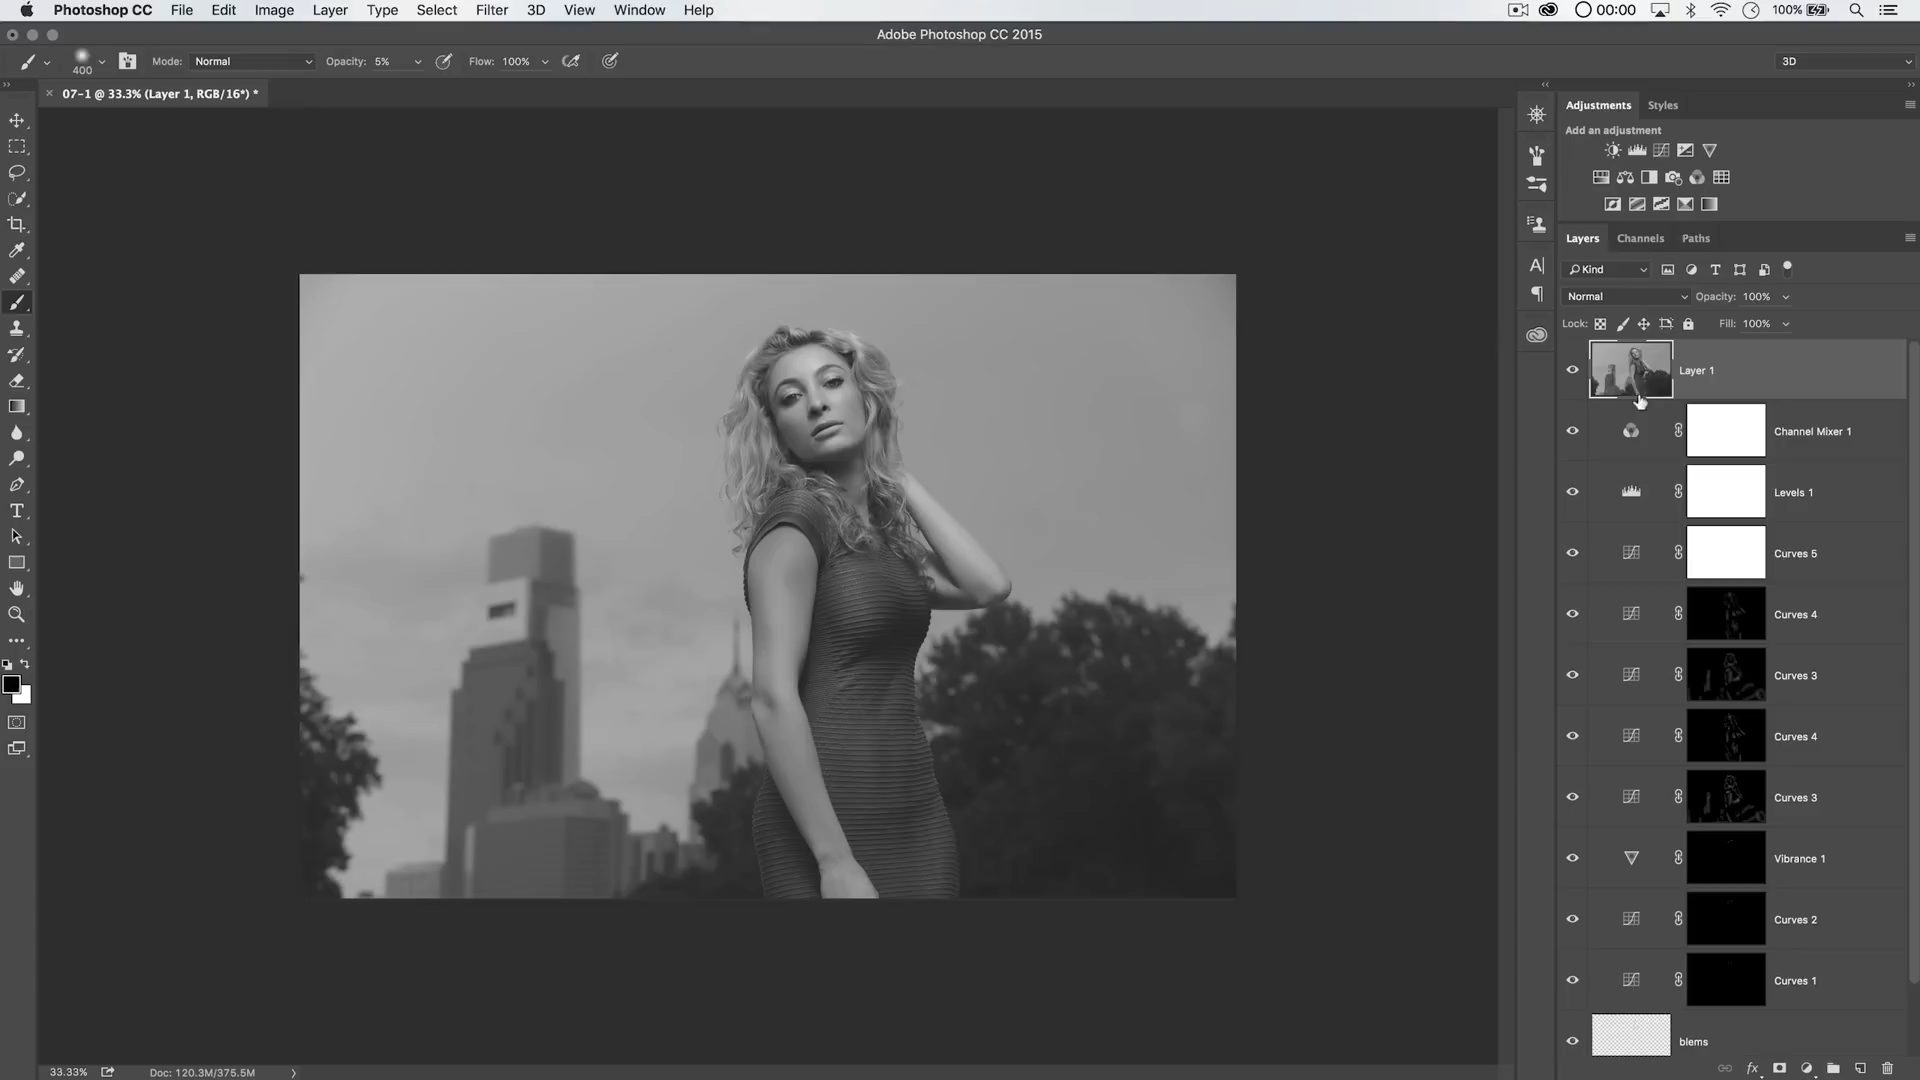 Photoshop CC File Edit Image Layer Type Select Filter 3D View Window Help 00:00 100%
Adobe Photoshop CC 2015
400 Mode: Normal Opacity: 5% Flow: 100% 3D
07-1 @ 33.3% (Layer 1, RGB/16*) *
Adjustments Styles
Add an adjustment
Layers Channels Paths
Kind
Normal Opacity: 100%
Lock: Fill: 100%
Layer 1
Channel Mixer 1
Levels 1
Curves 5
Curves 4
Curves 3
Curves 4
Curves 3
Vibrance 1
Curves 2
Curves 1
blems
33.33% Doc: 120.3M/375.5M